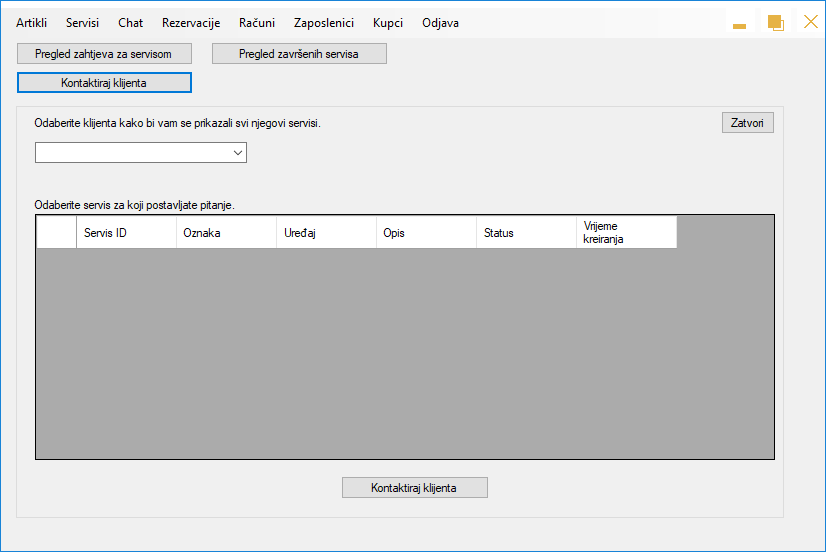 Artikli Servisi Chat Rezervacije Računi Zaposlenici Kupci Odjava
Pregled zahtjeva za servisom Pregled završenih servisa
Kontaktiraj klijenta
Odaberite klijenta kako bi vam se prikazali svi njegovi servisi. Zatvori
Odaberite servis za koji postavljate pitanje.
Servis ID Oznaka Uređaj Opis Status Vrijeme
kreiranja
Kontaktiraj klijenta